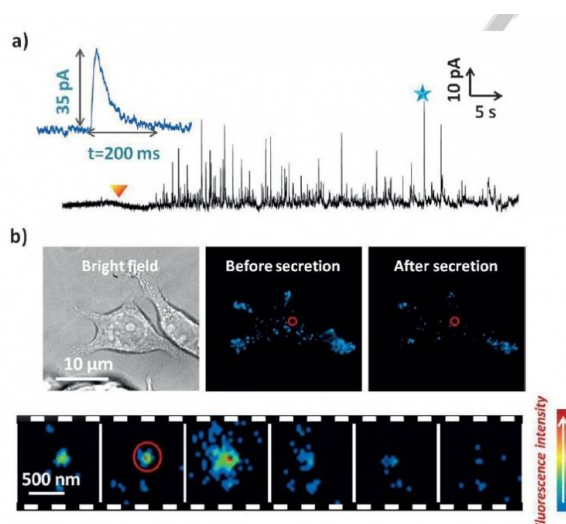 a)
35 pA
t=200 ms
10 pA
5 s
b)
Bright field
Before secretion
After secretion
10 µm
500 nm
Fluorescence intensity